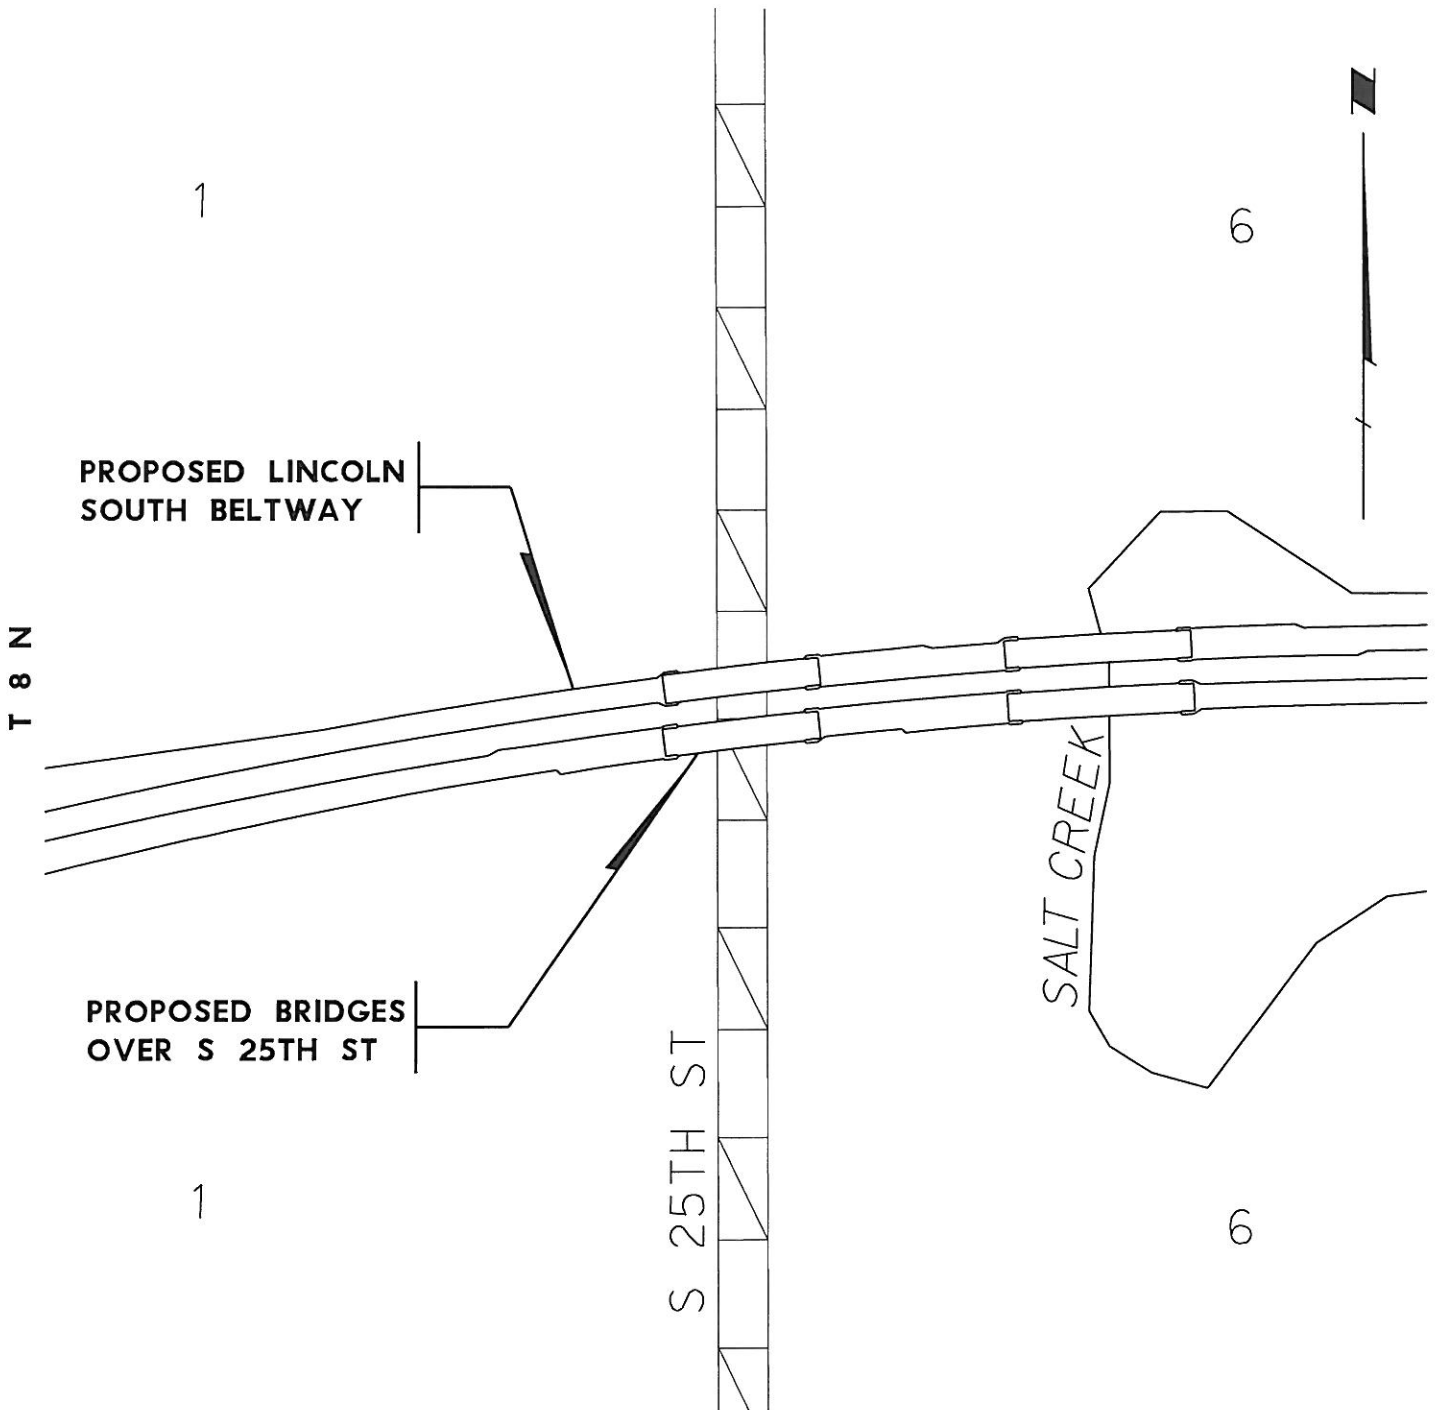 N
1
6
PROPOSED LINCOLN
SOUTH BELTWAY
T 8 N
SALT CREEK
PROPOSED BRIDGES
OVER S 25TH ST
S 25TH ST
1
6